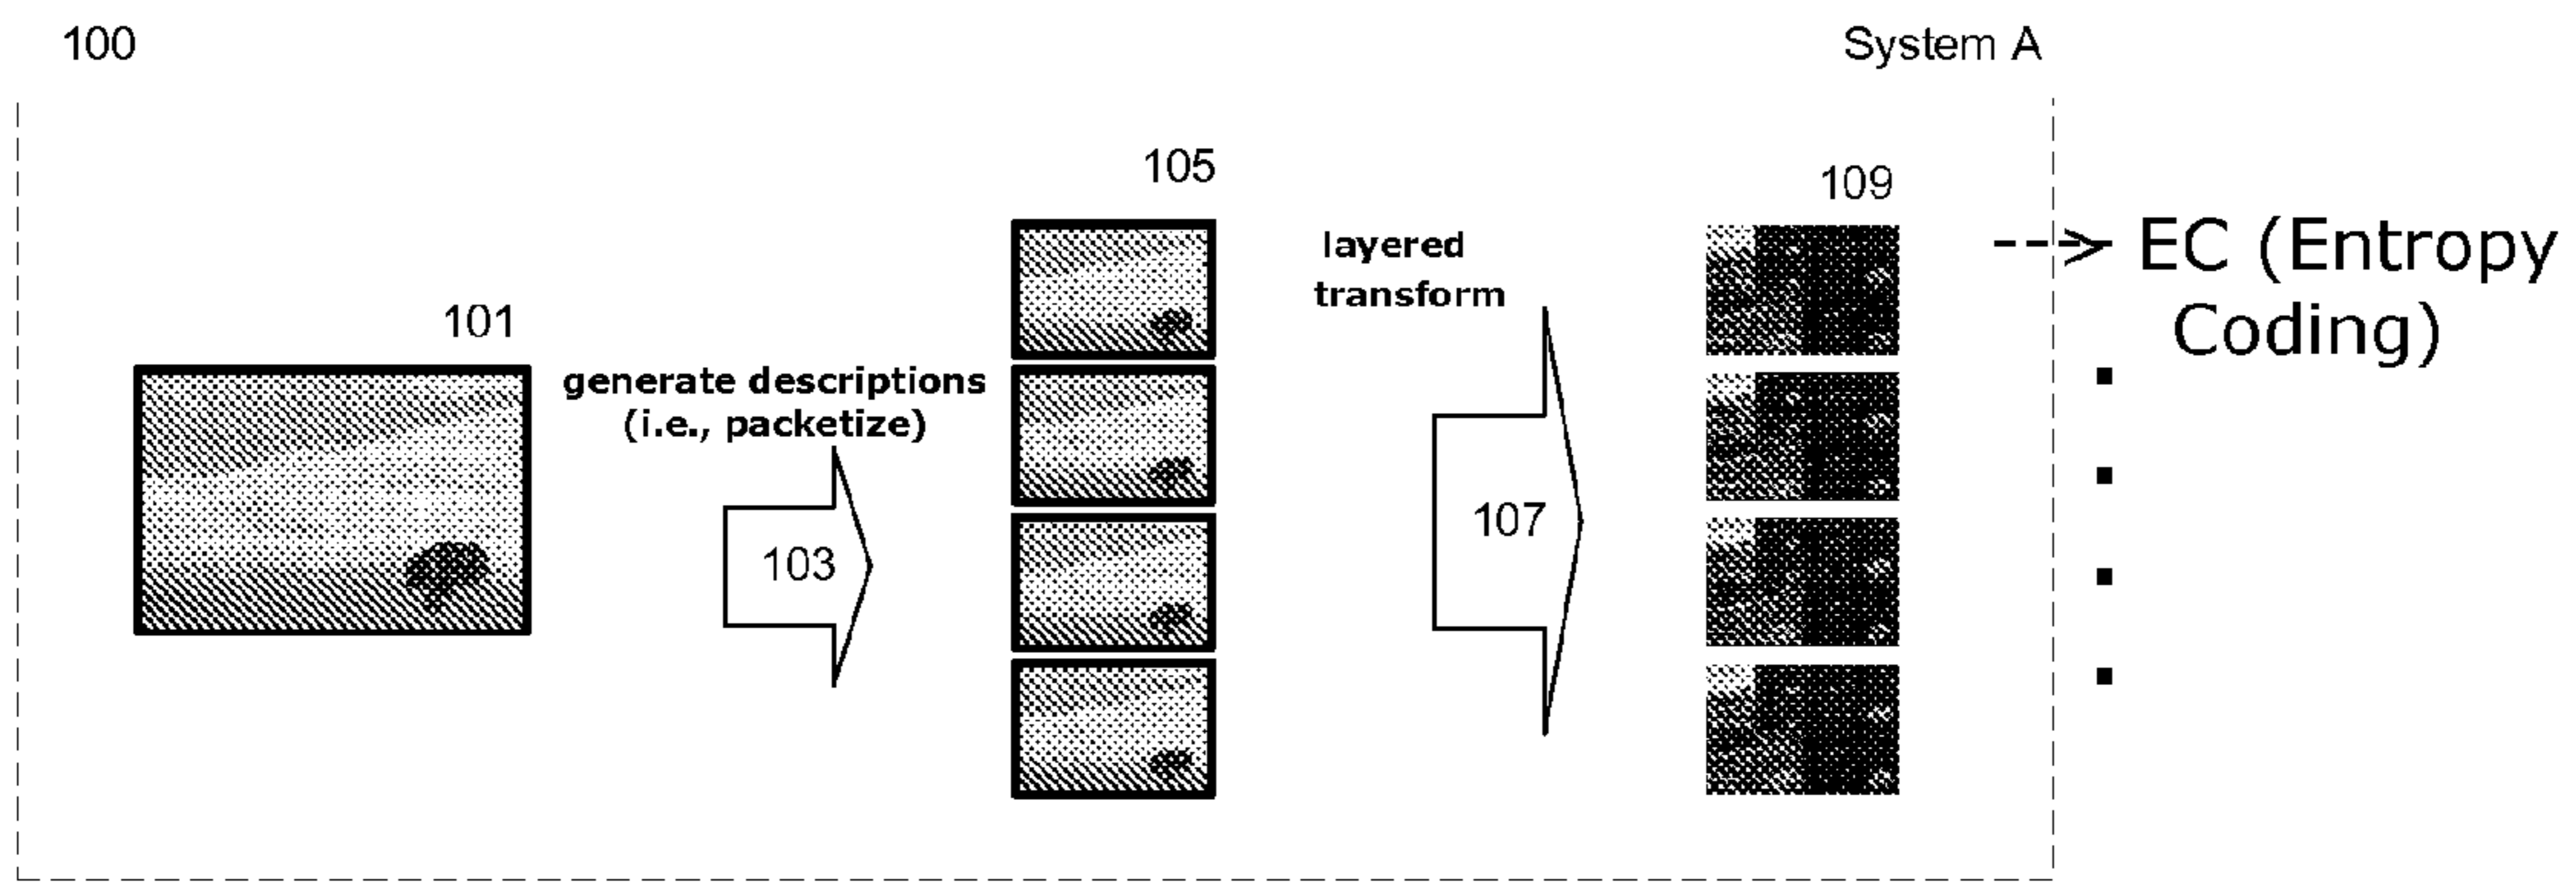 100
System A
105
109
101
layered
transform
EC (Entropy
Coding)
generate descriptions
(i.e., packetize)
103
107